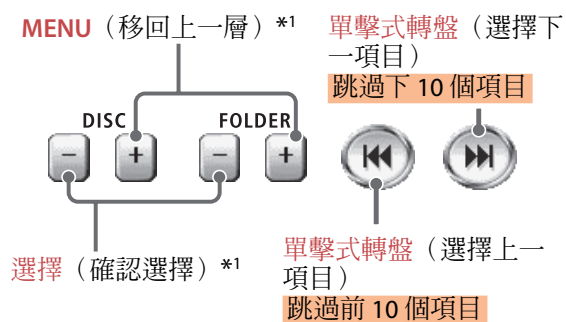 MENU（移回上一層）*1
單擊式轉盤（選擇下
一項目）
跳過下 10 個項目
DISC
FOLDER
− + − +
選擇（確認選擇）*1
單擊式轉盤（選擇上一
項目）
跳過前 10 個項目